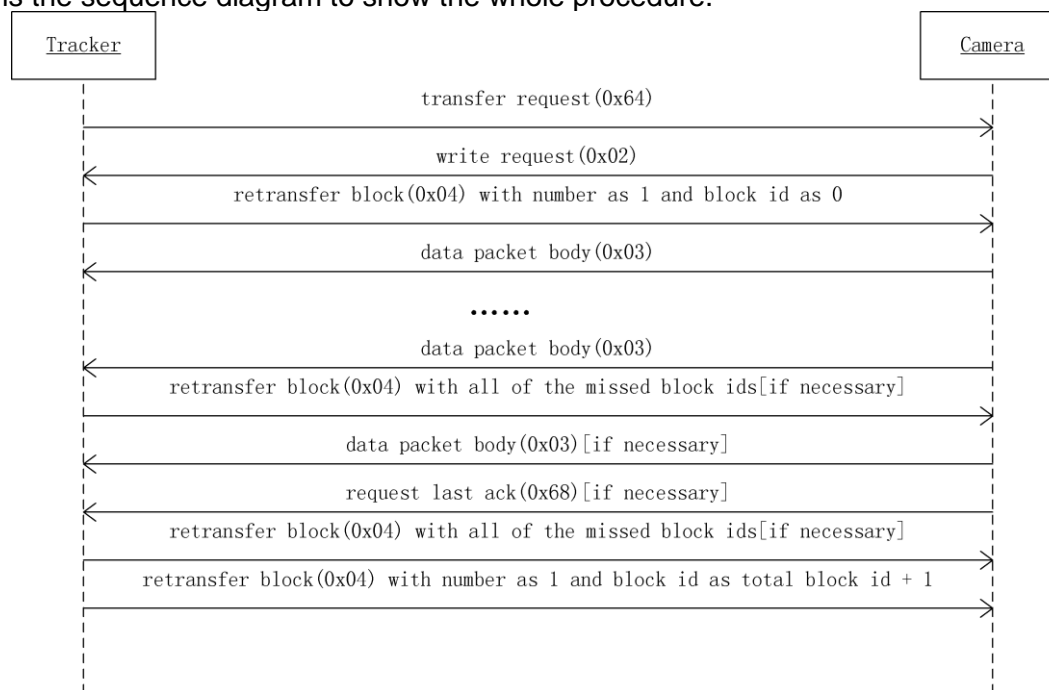 is the sequence diagram to show the whole procedure.
Tracker
Camera
transfer request(0x64)
write request(0x02)
retransfer block(0x04) with number as 1 and block id as 0
data packet body(0x03)
......
data packet body(0x03)
retransfer block(0x04) with all of the missed block ids[if necessary]
data packet body(0x03)[if necessary]
request last ack(0x68)[if necessary]
retransfer block(0x04) with all of the missed block ids[if necessary]
retransfer block(0x04) with number as 1 and block id as total block id + 1